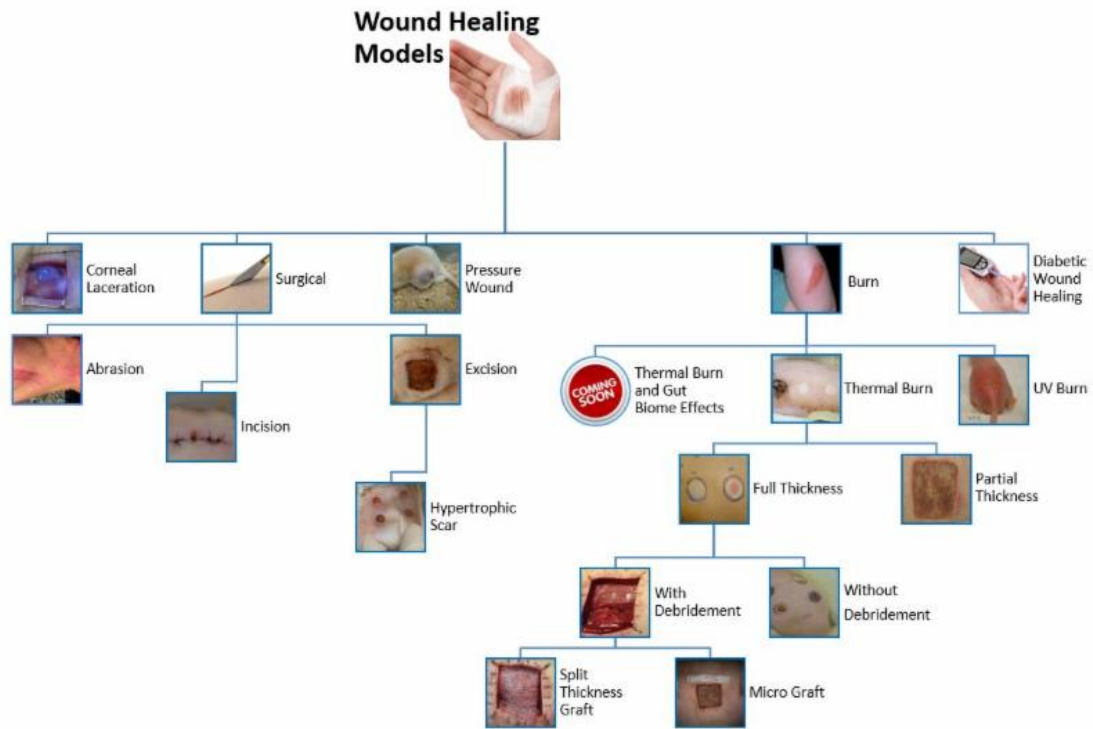 Wound Healing
Models
Corneal
Laceration
Surgical
Pressure
Wound
Burn
Diabetic
Wound
Healing
Abrasion
Incision
Excision
COMING
SOON
Thermal Burn
and Gut
Biome Effects
Thermal Burn
UV Burn
Hypertrophic
Scar
Full Thickness
Partial
Thickness
With
Debridement
Without
Debridement
Split
Thickness
Graft
Micro Graft